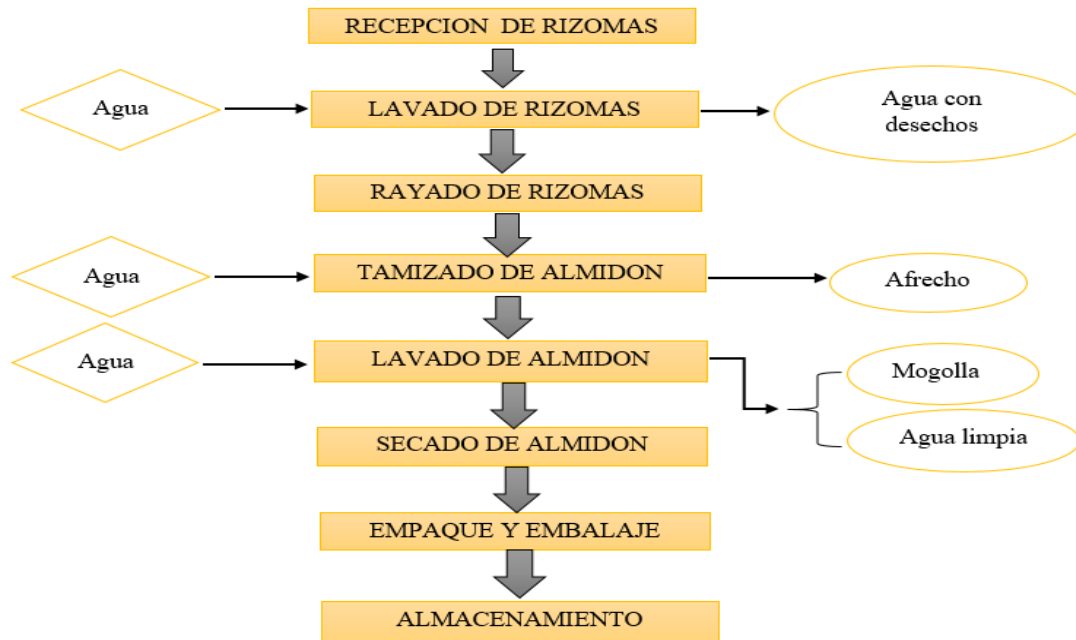 RECEPCION DE RIZOMAS
Agua
LAVADO DE RIZOMAS
Agua con
desechos
RAYADO DE RIZOMAS
Agua
TAMIZADO DE ALMIDON
Afrecho
Agua
LAVADO DE ALMIDON
Mogolla
Agua limpia
SECADO DE ALMIDON
EMPAQUE Y EMBALAJE
ALMACENAMIENTO